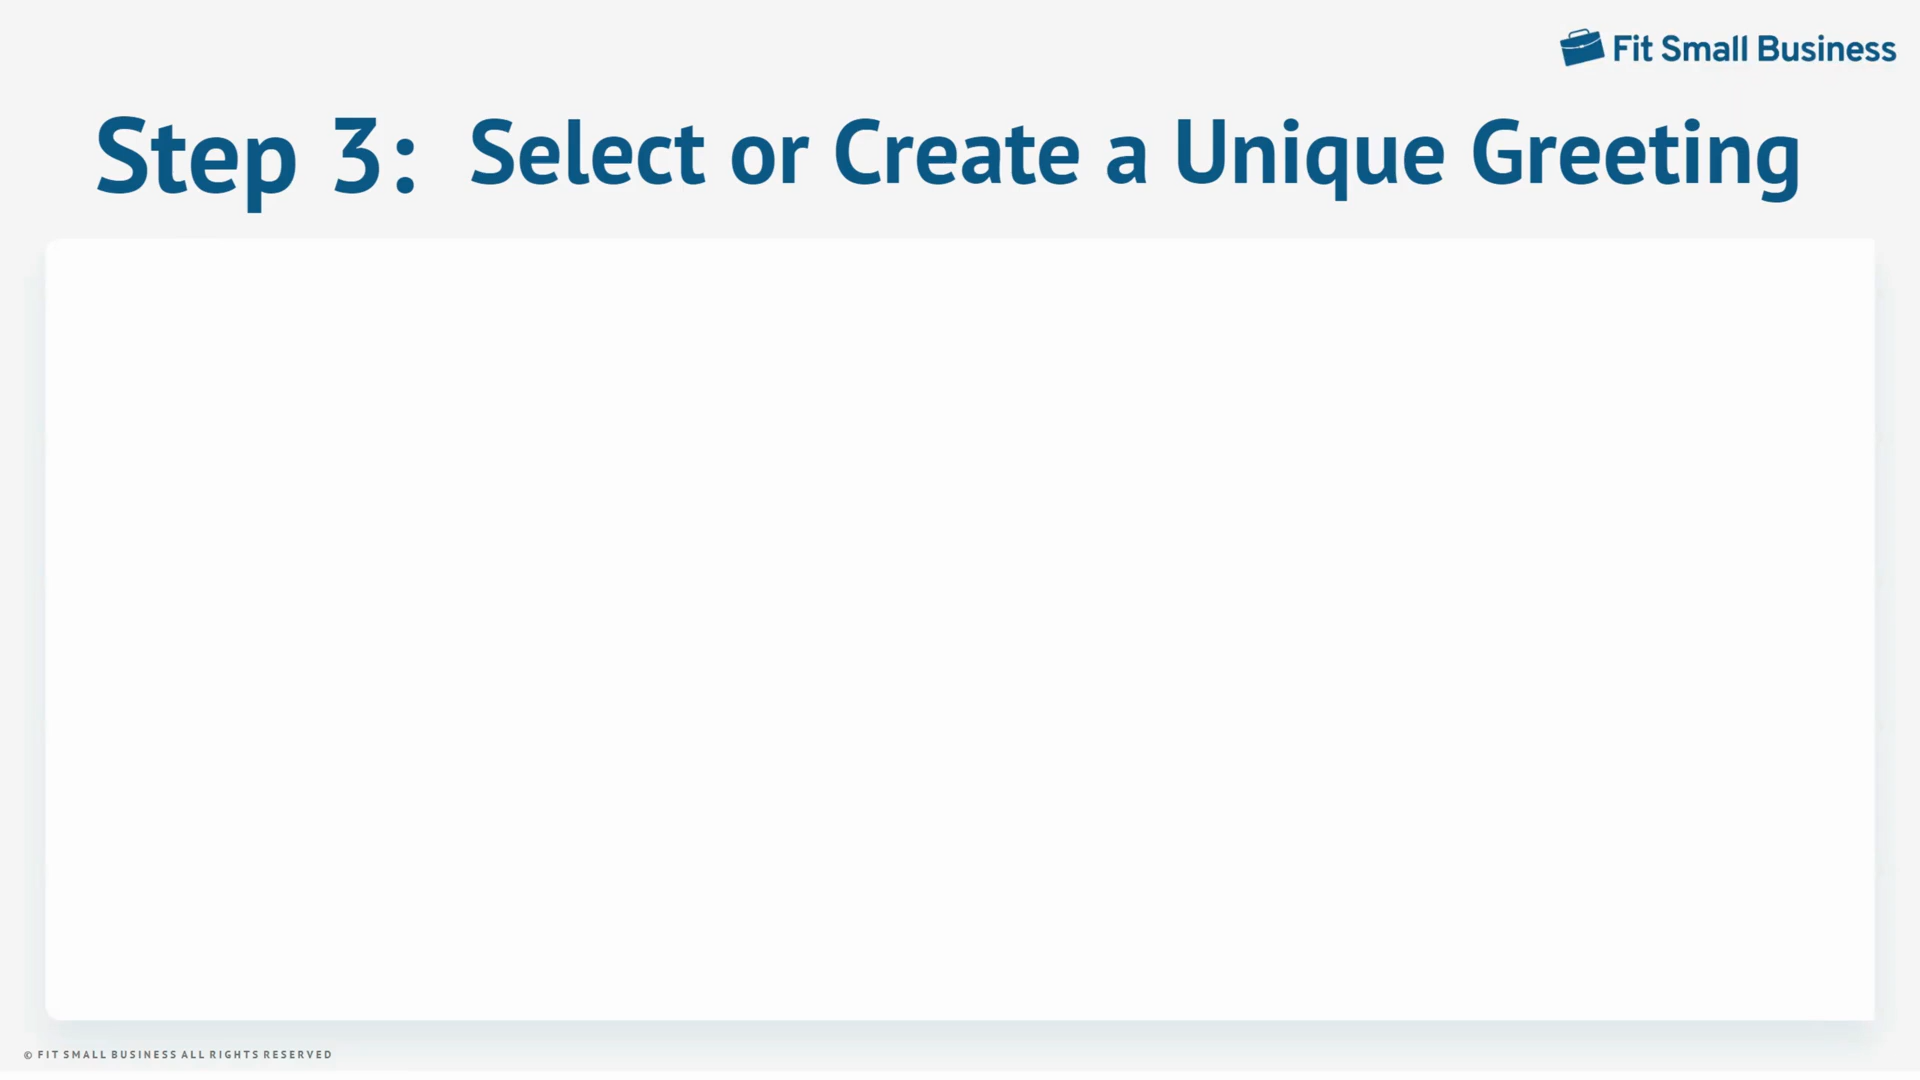 Fit Small Business
Step 3: Select or Create a Unique Greeting
© FIT SMALL BUSINESS ALL RIGHTS RESERVED